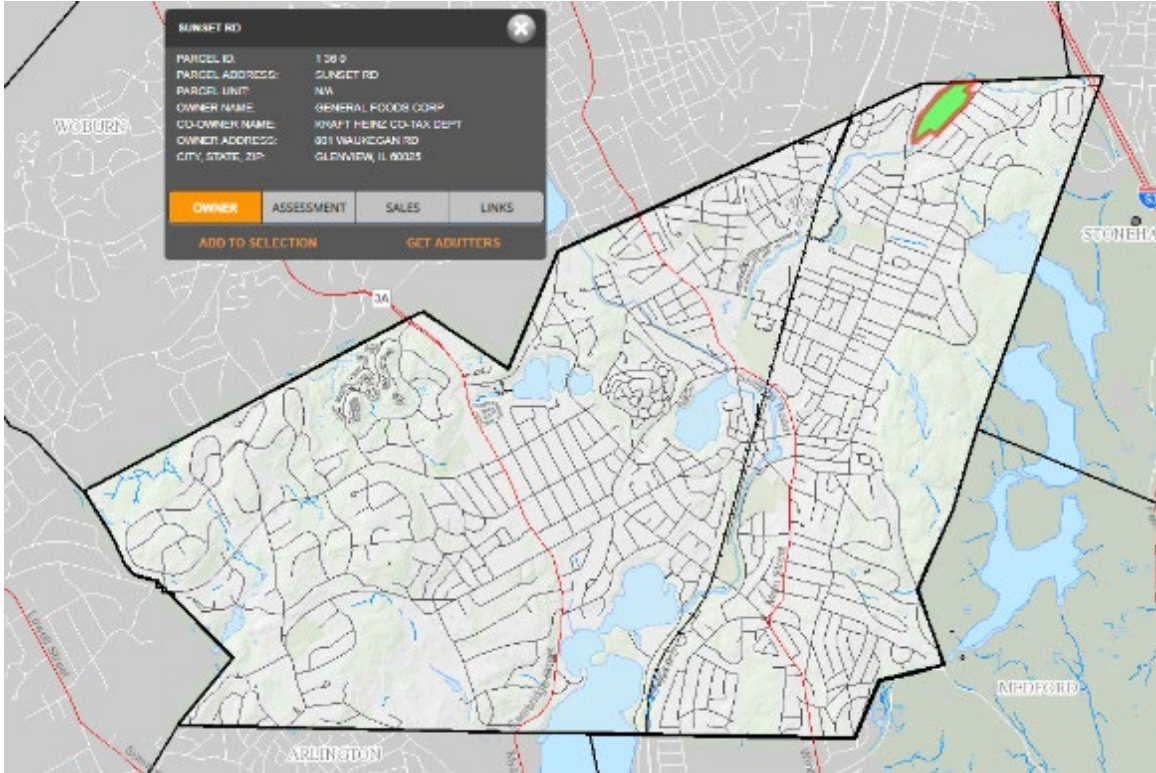 SUNSET RD
PARCEL ID: 1 36 0
PARCEL ADDRESS: SUNSET RD
PARCEL UNIT: N/A
OWNER NAME: GENERAL FOODS CORP
CO-OWNER NAME: KRAFT HEINZ CO-TAX DEPT
OWNER ADDRESS: 801 WAUKEGAN RD
CITY, STATE, ZIP: GLENVIEW, IL 60025
OWNER ASSESSMENT SALES LINKS
ADD TO SELECTION GET ABUTTERS
WOBURN
3A
STONEHA
MEDFORD
ARLINGTON